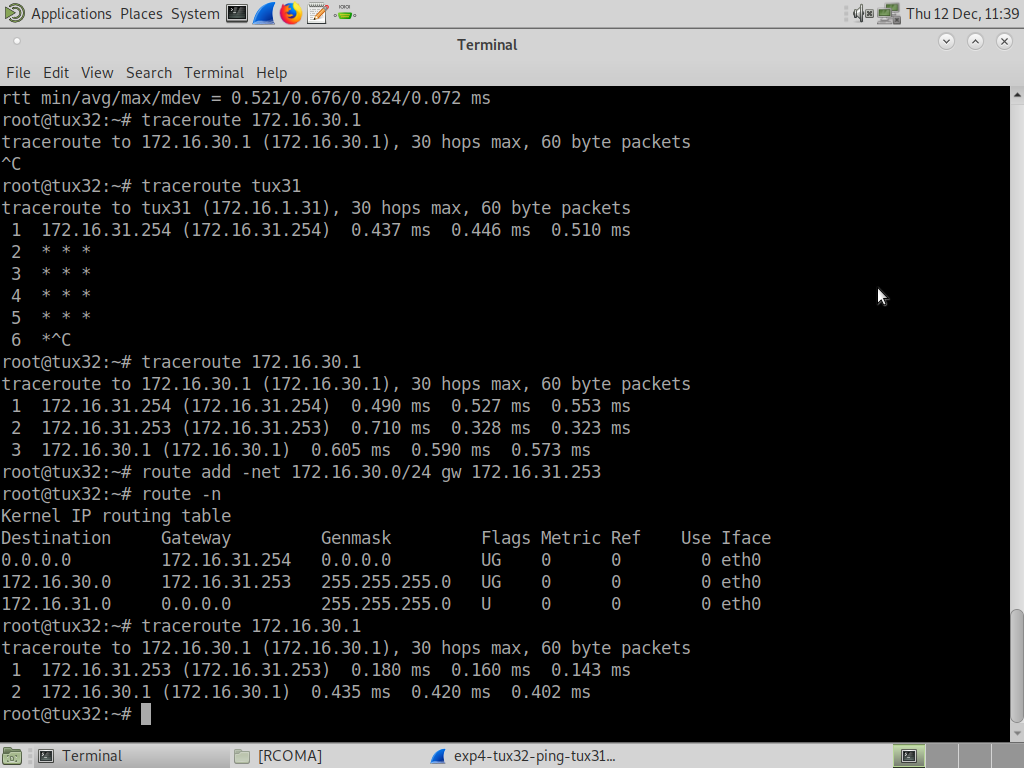 Applications Places System Thu 12 Dec, 11:39
Terminal
File Edit View Search Terminal Help
rtt min/avg/max/mdev = 0.521/0.676/0.824/0.072 ms
root@tux32:~# traceroute 172.16.30.1
traceroute to 172.16.30.1 (172.16.30.1), 30 hops max, 60 byte packets
^C
root@tux32:~# traceroute tux31
traceroute to tux31 (172.16.1.31), 30 hops max, 60 byte packets
 1  172.16.31.254 (172.16.31.254)  0.437 ms  0.446 ms  0.510 ms
 2  * * *
 3  * * *
 4  * * *
 5  * * *
 6  *^C
root@tux32:~# traceroute 172.16.30.1
traceroute to 172.16.30.1 (172.16.30.1), 30 hops max, 60 byte packets
 1  172.16.31.254 (172.16.31.254)  0.490 ms  0.527 ms  0.553 ms
 2  172.16.31.253 (172.16.31.253)  0.710 ms  0.328 ms  0.323 ms
 3  172.16.30.1 (172.16.30.1)  0.605 ms  0.590 ms  0.573 ms
root@tux32:~# route add -net 172.16.30.0/24 gw 172.16.31.253
root@tux32:~# route -n
Kernel IP routing table
Destination     Gateway         Genmask         Flags Metric Ref    Use Iface
0.0.0.0         172.16.31.254   0.0.0.0         UG    0      0        0 eth0
172.16.30.0     172.16.31.253   255.255.255.0   UG    0      0        0 eth0
172.16.31.0     0.0.0.0         255.255.255.0   U     0      0        0 eth0
root@tux32:~# traceroute 172.16.30.1
traceroute to 172.16.30.1 (172.16.30.1), 30 hops max, 60 byte packets
 1  172.16.31.253 (172.16.31.253)  0.180 ms  0.160 ms  0.143 ms
 2  172.16.30.1 (172.16.30.1)  0.435 ms  0.420 ms  0.402 ms
root@tux32:~#
Terminal [RCOMA] exp4-tux32-ping-tux31...